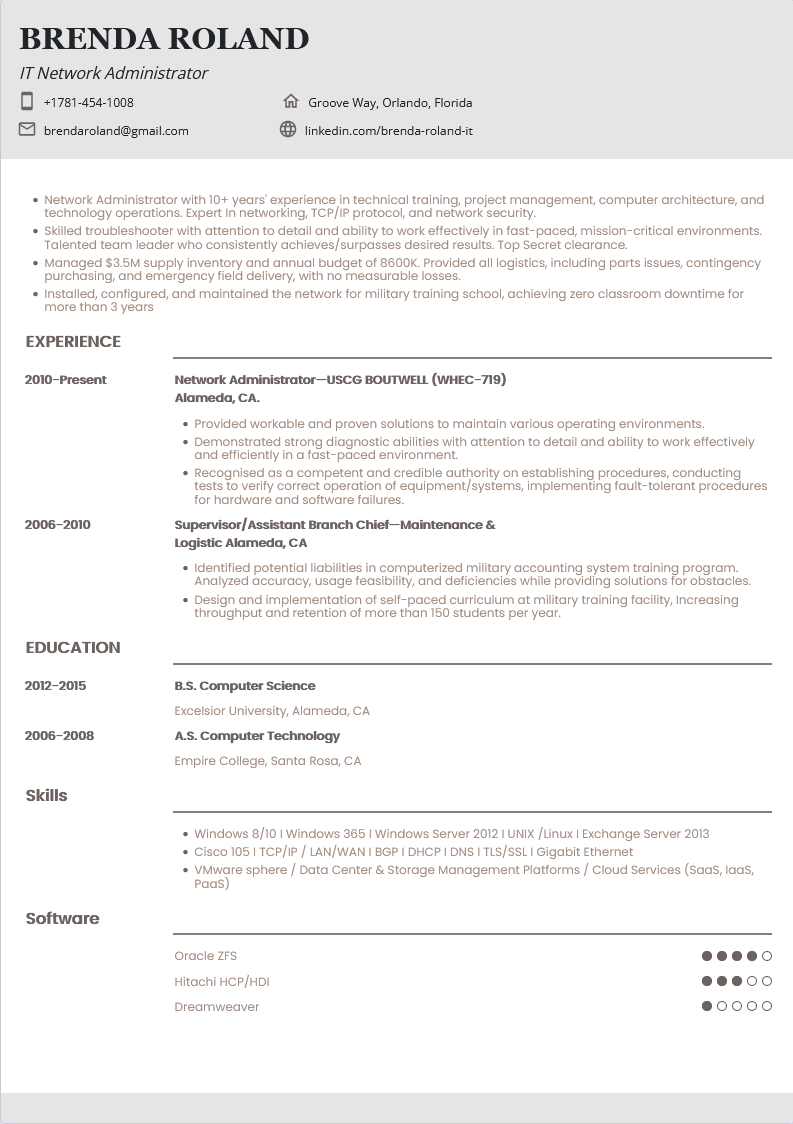 BRENDA ROLAND
IT Network Administrator
+1781-454-1008
Groove Way, Orlando, Florida
brendaroland@gmail.com
linkedin.com/brenda-roland-it
• Network Administrator with 10+ years' experience in technical training, project management, computer architecture, and
technology operations. Expert In networking, TCP/IP protocol, and network security.
• Skilled troubleshooter with attention to detail and ability to work effectively in fast-paced, mission-critical environments.
Talented team leader who consistently achieves/surpasses desired results. Top Secret clearance.
• Managed $3.5M supply inventory and annual budget of 8600K. Provided all logistics, including parts issues, contingency
purchasing, and emergency field delivery, with no measurable losses.
• Installed, configured, and maintained the network for military training school, achieving zero classroom downtime for
more than 3 years
EXPERIENCE
2010-Present
Network Administrator—USCG BOUTWELL (WHEC-719)
Alameda, CA.
• Provided workable and proven solutions to maintain various operating environments.
• Demonstrated strong diagnostic abilities with attention to detail and ability to work effectively
and efficiently in a fast-paced environment.
• Recognised as a competent and credible authority on establishing procedures, conducting
tests to verify correct operation of equipment/systems, implementing fault-tolerant procedures
for hardware and software failures.
2006-2010
Supervisor/Assistant Branch Chief—Maintenance &
Logistic Alameda, CA
• Identified potential liabilities in computerized military accounting system training program.
Analyzed accuracy, usage feasibility, and deficiencies while providing solutions for obstacles.
• Design and implementation of self-paced curriculum at military training facility, Increasing
throughput and retention of more than 150 students per year.
EDUCATION
2012-2015
B.S. Computer Science
Excelsior University, Alameda, CA
2006-2008
A.S. Computer Technology
Empire College, Santa Rosa, CA
Skills
• Windows 8/10 I Windows 365 I Windows Server 2012 I UNIX /Linux I Exchange Server 2013
• Cisco 105 I TCP/IP / LAN/WAN I BGP I DHCP I DNS I TLS/SSL I Gigabit Ethernet
• VMware sphere / Data Center & Storage Management Platforms / Cloud Services (SaaS, IaaS,
PaaS)
Software
Oracle ZFS
Hitachi HCP/HDI
Dreamweaver